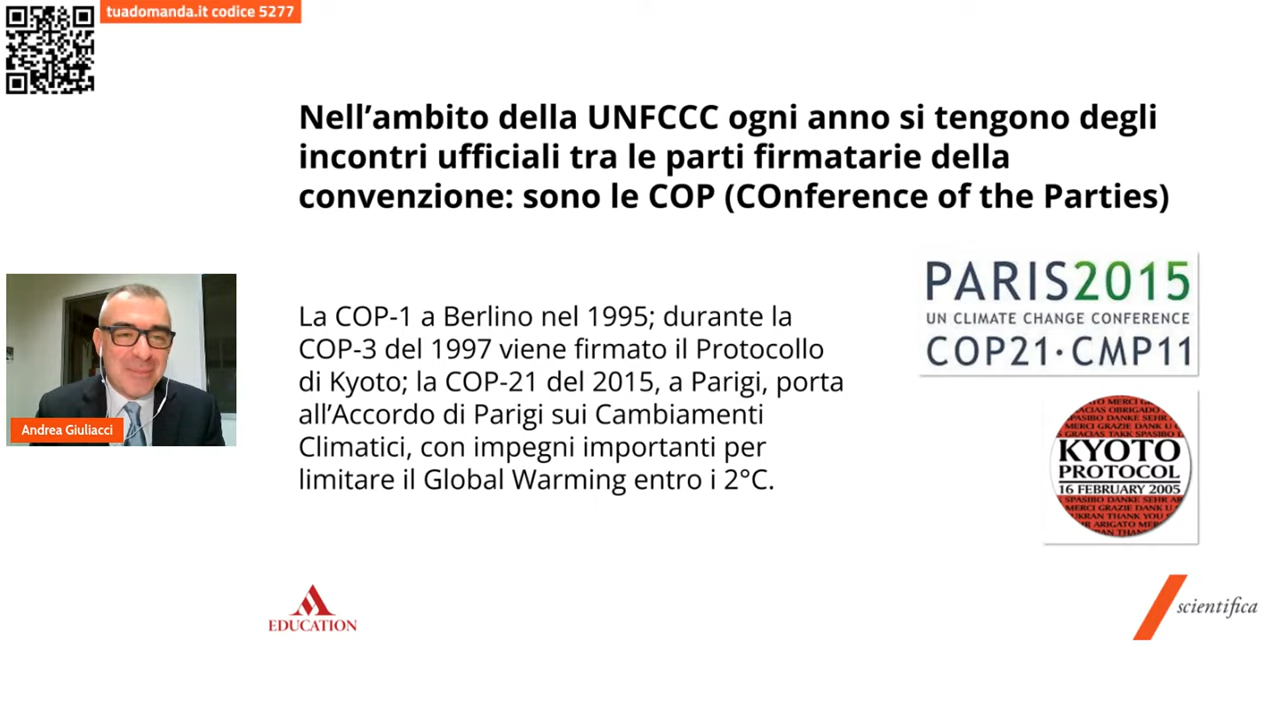 tuadomanda.it codice 5277
Nell’ambito della UNFCCC ogni anno si tengono degli
incontri ufficiali tra le parti firmatarie della
convenzione: sono le COP (COnference of the Parties)
La COP-1 a Berlino nel 1995; durante la
COP-3 del 1997 viene firmato il Protocollo
di Kyoto; la COP-21 del 2015, a Parigi, porta
all’Accordo di Parigi sui Cambiamenti
Climatici, con impegni importanti per
limitare il Global Warming entro i 2°C.
PARIS2015
UN CLIMATE CHANGE CONFERENCE
COP21·CMP11
KYOTO
PROTOCOL
16 FEBRUARY 2005
Andrea Giuliacci
EDUCATION
scientifica